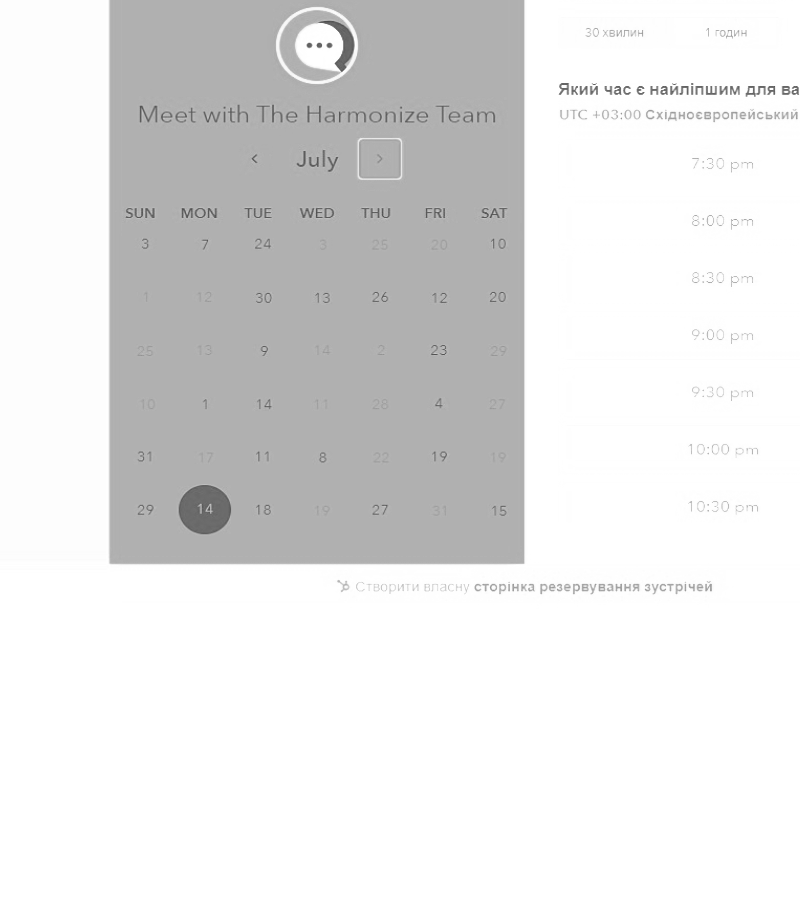 30 хвилин 1 годин
Який час є найліпшим для ва
Meet with The Harmonize Team
UTC +03:00 Східноєвропейський
July
7:30 pm
SUN MON TUE WED THU FRI SAT
8:00 pm
3 7 24 3 25 20 10
8:30 pm
1 12 30 13 26 12 20
9:00 pm
25 13 9 14 2 23 29
9:30 pm
10 1 14 11 28 4 27
10:00 pm
31 17 11 8 22 19 19
10:30 pm
29 14 18 19 27 31 15
Створити власну сторінка резервування зустрічей